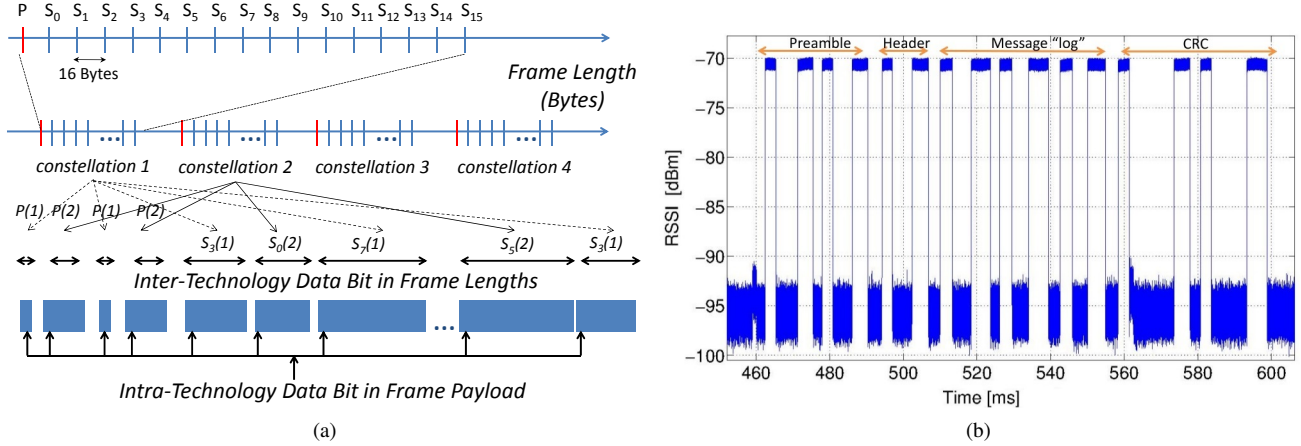 P S0 S1 S2 S3 S4 S5 S6 S7 S8 S9 S10 S11 S12 S13 S14 S15
16 Bytes
Frame Length
(Bytes)
...
...
...
...
constellation 1 constellation 2 constellation 3 constellation 4
P(1) P(2) P(1) P(2)
S3(1) S0(2) S7(1) S5(2) S3(1)
Inter-Technology Data Bit in Frame Lengths
...
Intra-Technology Data Bit in Frame Payload
(a)
Preamble Header Message "log" CRC
−70
−75
−80
−85
−90
−95
−100
RSSI [dBm]
460 480 500 520 540 560 580 600
Time [ms]
(b)